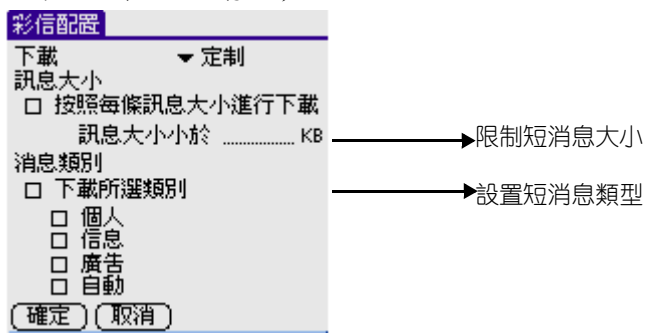 彩信配置
下載 定制
訊息大小
按照每條訊息大小進行下載
訊息大小小於 KB
限制短消息大小
消息類別
下載所選類別
設置短消息類型
個人
信息
廣告
自動
確定 取消